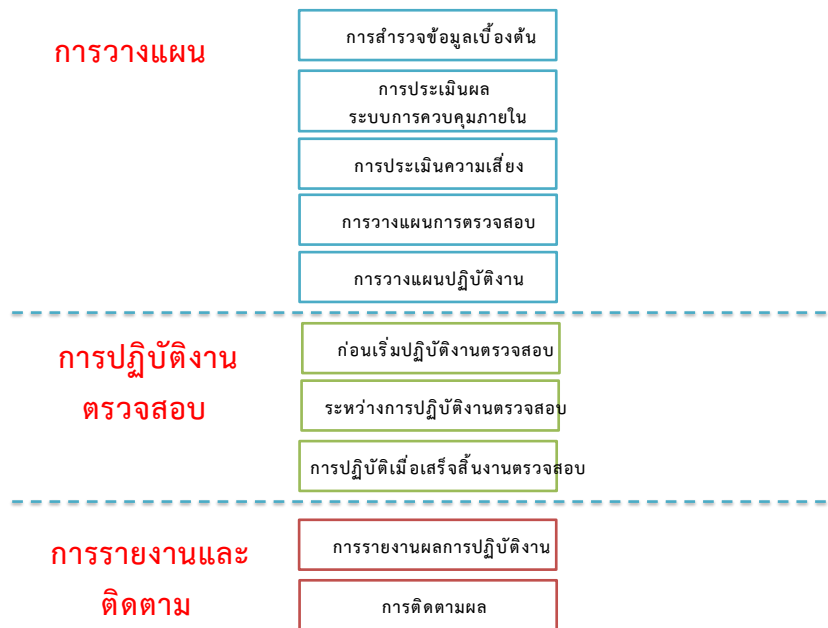 การวางแผน
การสำรวจข้อมูลเบื้องต้น
การประเมินผล
ระบบการควบคุมภายใน
การประเมินความเสี่ยง
การวางแผนการตรวจสอบ
การวางแผนปฏิบัติงาน
การปฏิบัติงาน
ตรวจสอบ
ก่อนเริ่มปฏิบัติงานตรวจสอบ
ระหว่างการปฏิบัติงานตรวจสอบ
การปฏิบัติเมื่อเสร็จสิ้นงานตรวจสอบ
การรายงานและ
ติดตาม
การรายงานผลการปฏิบัติงาน
การติดตามผล